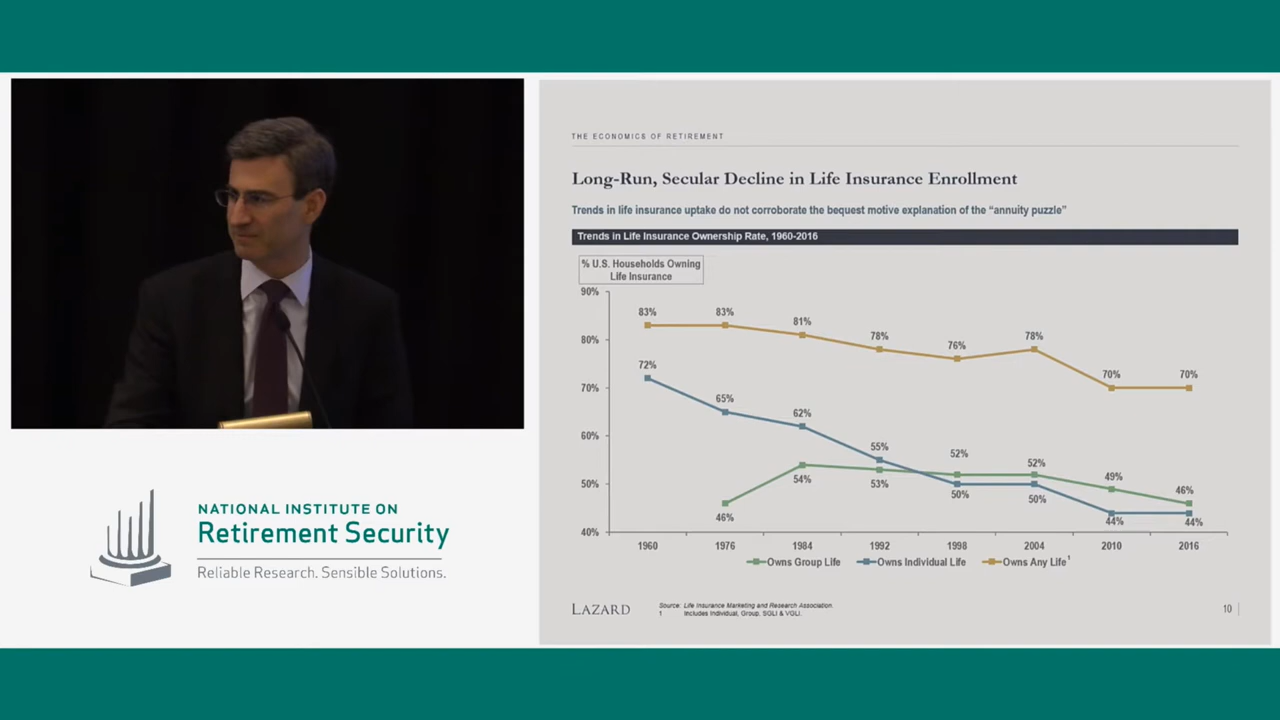 NATIONAL INSTITUTE ON
Retirement Security
Reliable Research. Sensible Solutions.
THE ECONOMICS OF RETIREMENT
Long-Run, Secular Decline in Life Insurance Enrollment
Trends in life insurance uptake do not corroborate the bequest motive explanation of the “annuity puzzle”
Trends in Life Insurance Ownership Rate, 1960-2016
% U.S. Households Owning
Life Insurance
90%
80%
70%
60%
50%
40%
83% 83% 81% 78% 76% 78% 70% 70%
72% 65% 62% 55% 50% 50% 44% 44%
46% 54% 53% 52% 52% 49% 46%
1960 1976 1984 1992 1998 2004 2010 2016
Owns Group Life Owns Individual Life Owns Any Life¹
LAZARD
Source: Life Insurance Marketing and Research Association.
1 Includes Individual, Group, SGLI & VGLI.
10